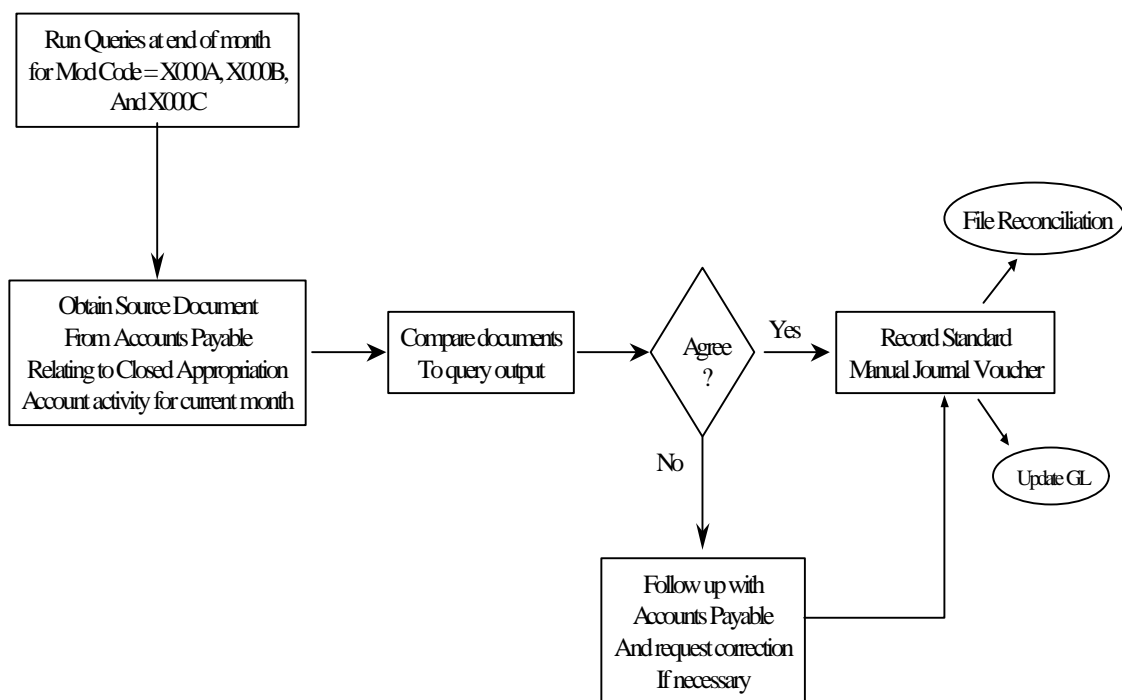 Run Queries at end of month
for Mod Code = X000A, X000B,
And X000C
Obtain Source Document
From Accounts Payable
Relating to Closed Appropriation
Account activity for current month
Compare documents
To query output
Agree
?
Yes
No
Record Standard
Manual Journal Voucher
File Reconciliation
Update GL
Follow up with
Accounts Payable
And request correction
If necessary